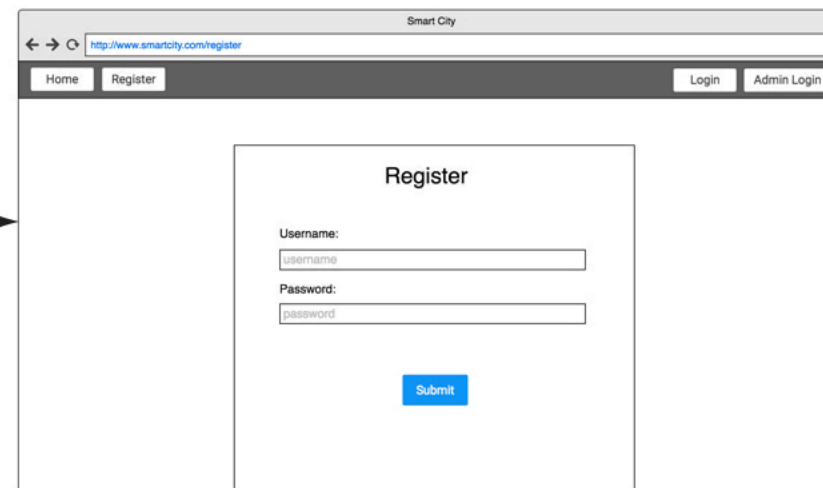 Smart City
http://www.smartcity.com/register
Home Register Login Admin Login
Register
Username:
username
Password:
password
Submit